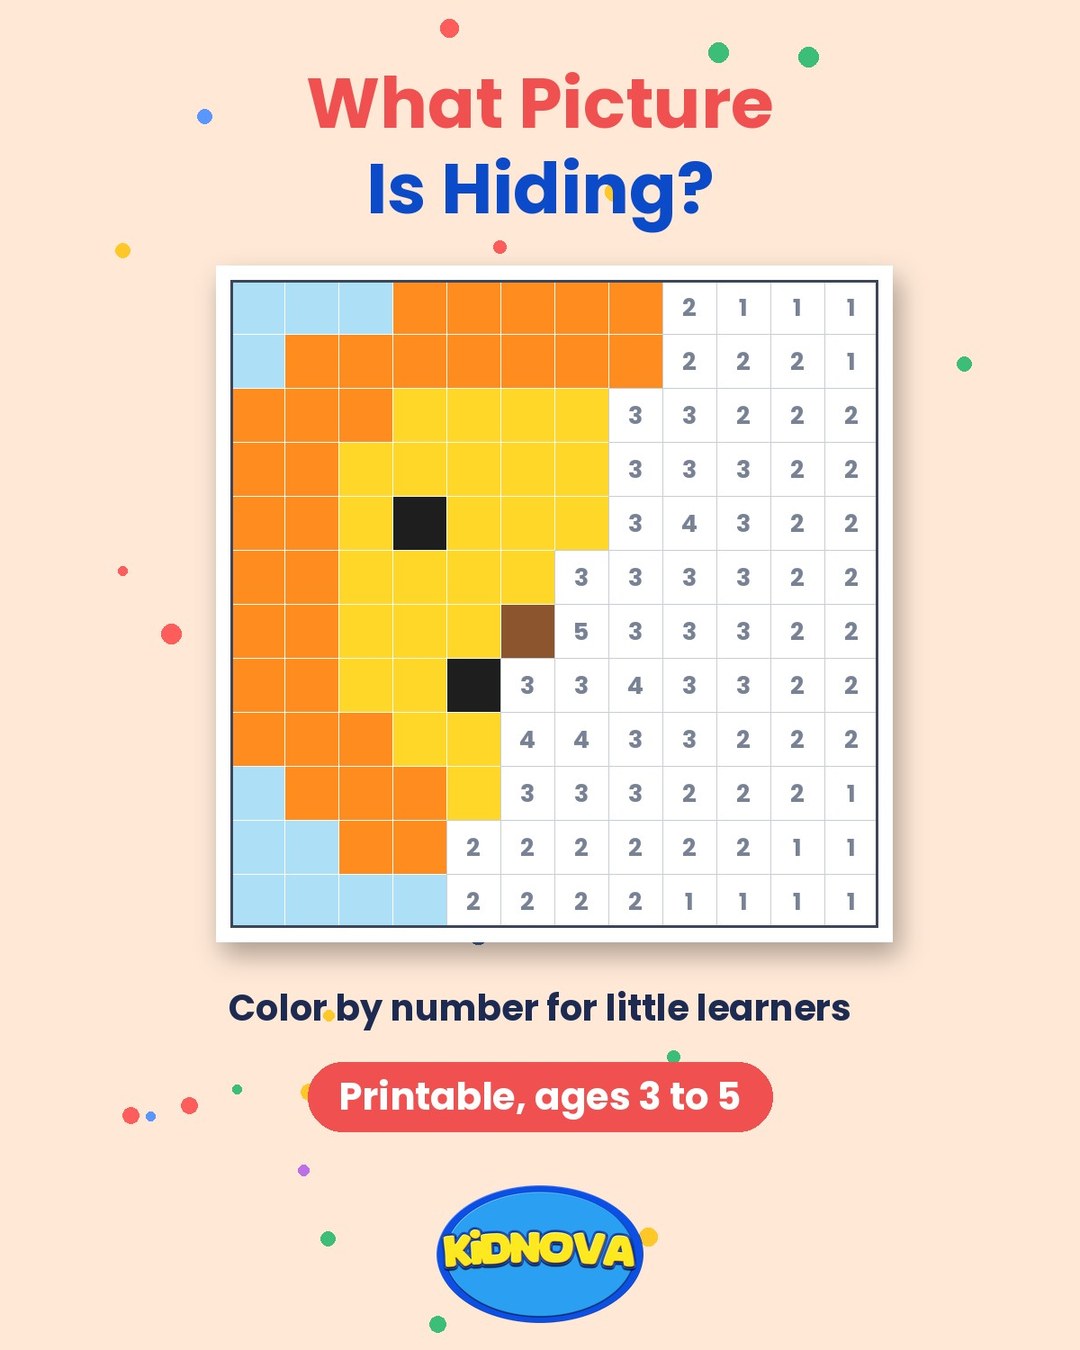 What Picture
Is Hiding?
2 1 1 1
2 2 2 1
3 3 2 2 2
3 3 3 2 2
3 4 3 2 2
3 3 3 3 2 2
5 3 3 3 2 2
3 3 4 3 3 2 2
4 4 3 3 2 2 2
3 3 3 2 2 2 1
2 2 2 2 2 2 1 1
2 2 2 2 1 1 1 1
Color by number for little learners
Printable, ages 3 to 5
KiDNOVA